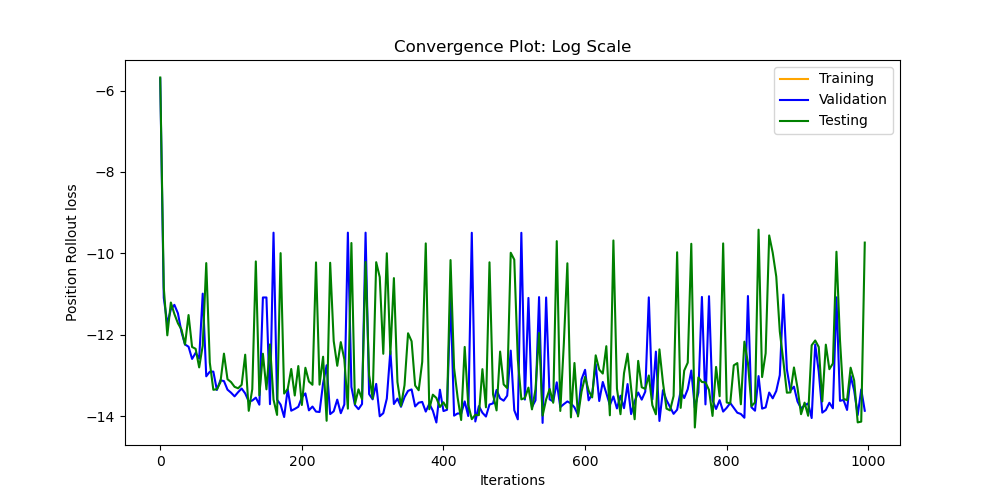 Convergence Plot: Log Scale
Training
Validation
Testing
Position Rollout loss
−6
−8
−10
−12
−14
0
200
400
600
800
1000
Iterations